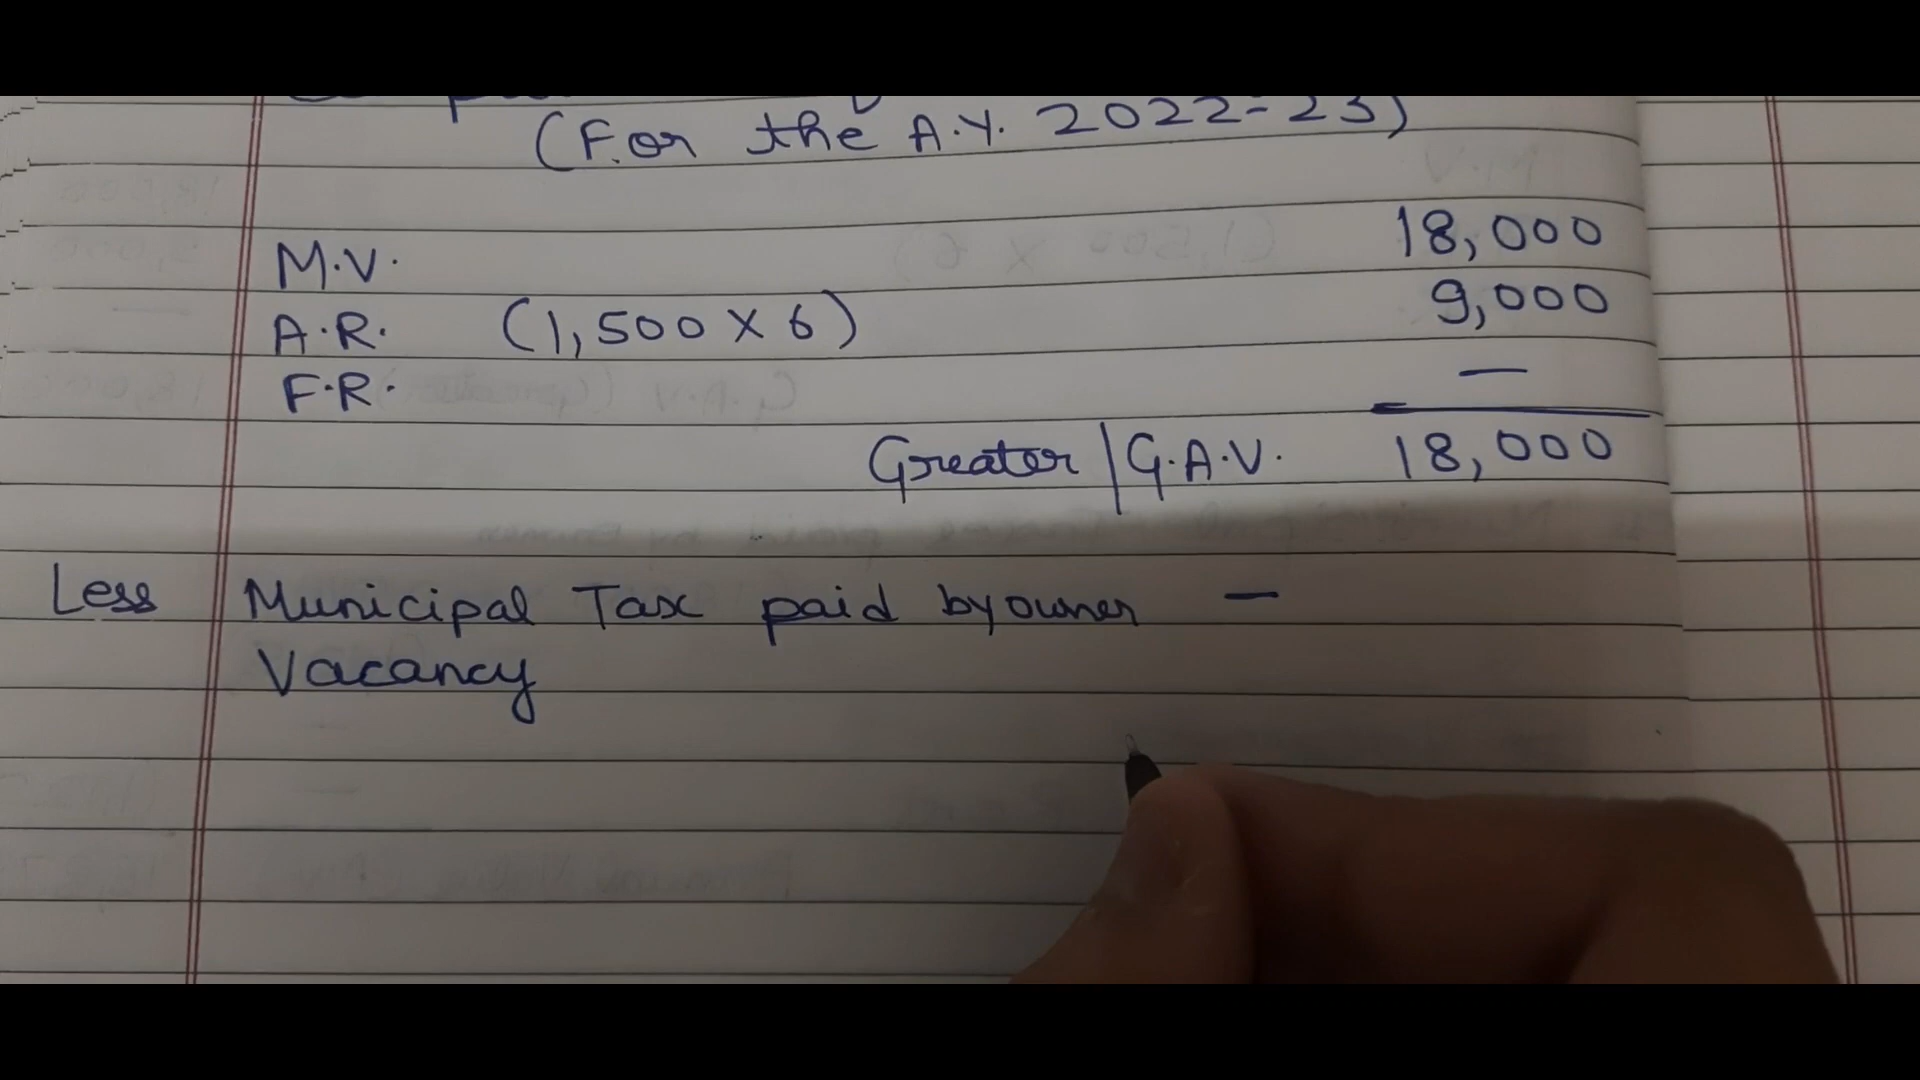 (For the A.Y. 2022-23)
M.V. 18,000
A.R. (1,500 X 6) 9,000
F.R. —
Greater | G.A.V. 18,000
Less Municipal Tax paid by owner —
Vacancy